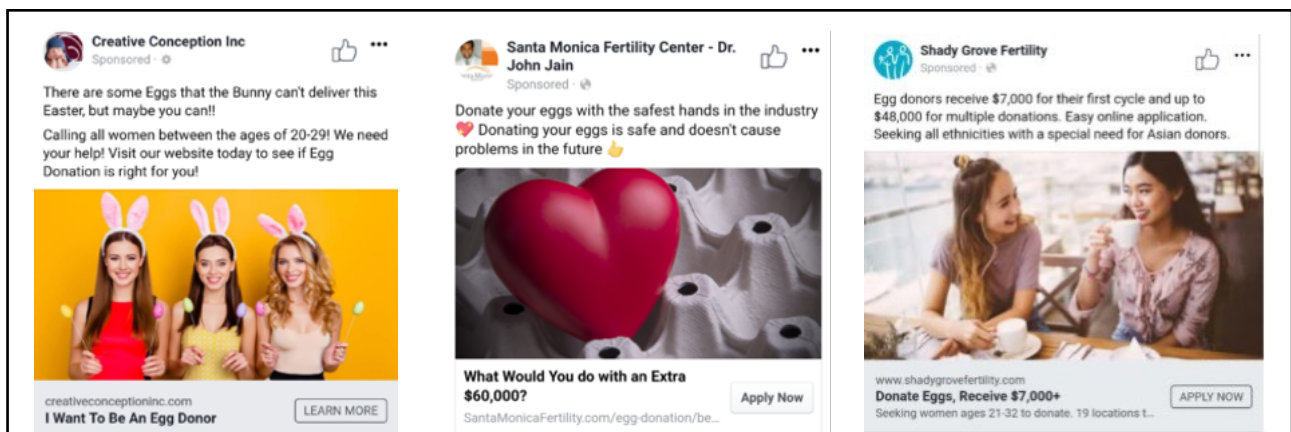 Creative Conception Inc
Sponsored ·
There are some Eggs that the Bunny can't deliver this
Easter, but maybe you can!!
Calling all women between the ages of 20-29! We need
your help! Visit our website today to see if Egg
Donation is right for you!
creativeconceptioninc.com
I Want To Be An Egg Donor
LEARN MORE
Santa Monica Fertility Center - Dr.
John Jain
Sponsored ·
Donate your eggs with the safest hands in the industry
💖 Donating your eggs is safe and doesn't cause
problems in the future 👍
What Would You do with an Extra
$60,000?
Apply Now
SantaMonicaFertility.com/egg-donation/be...
Shady Grove Fertility
Sponsored ·
Egg donors receive $7,000 for their first cycle and up to
$48,000 for multiple donations. Easy online application.
Seeking all ethnicities with a special need for Asian donors.
www.shadygrovefertility.com
Donate Eggs, Receive $7,000+
Seeking women ages 21-32 to donate. 19 locations t...
APPLY NOW